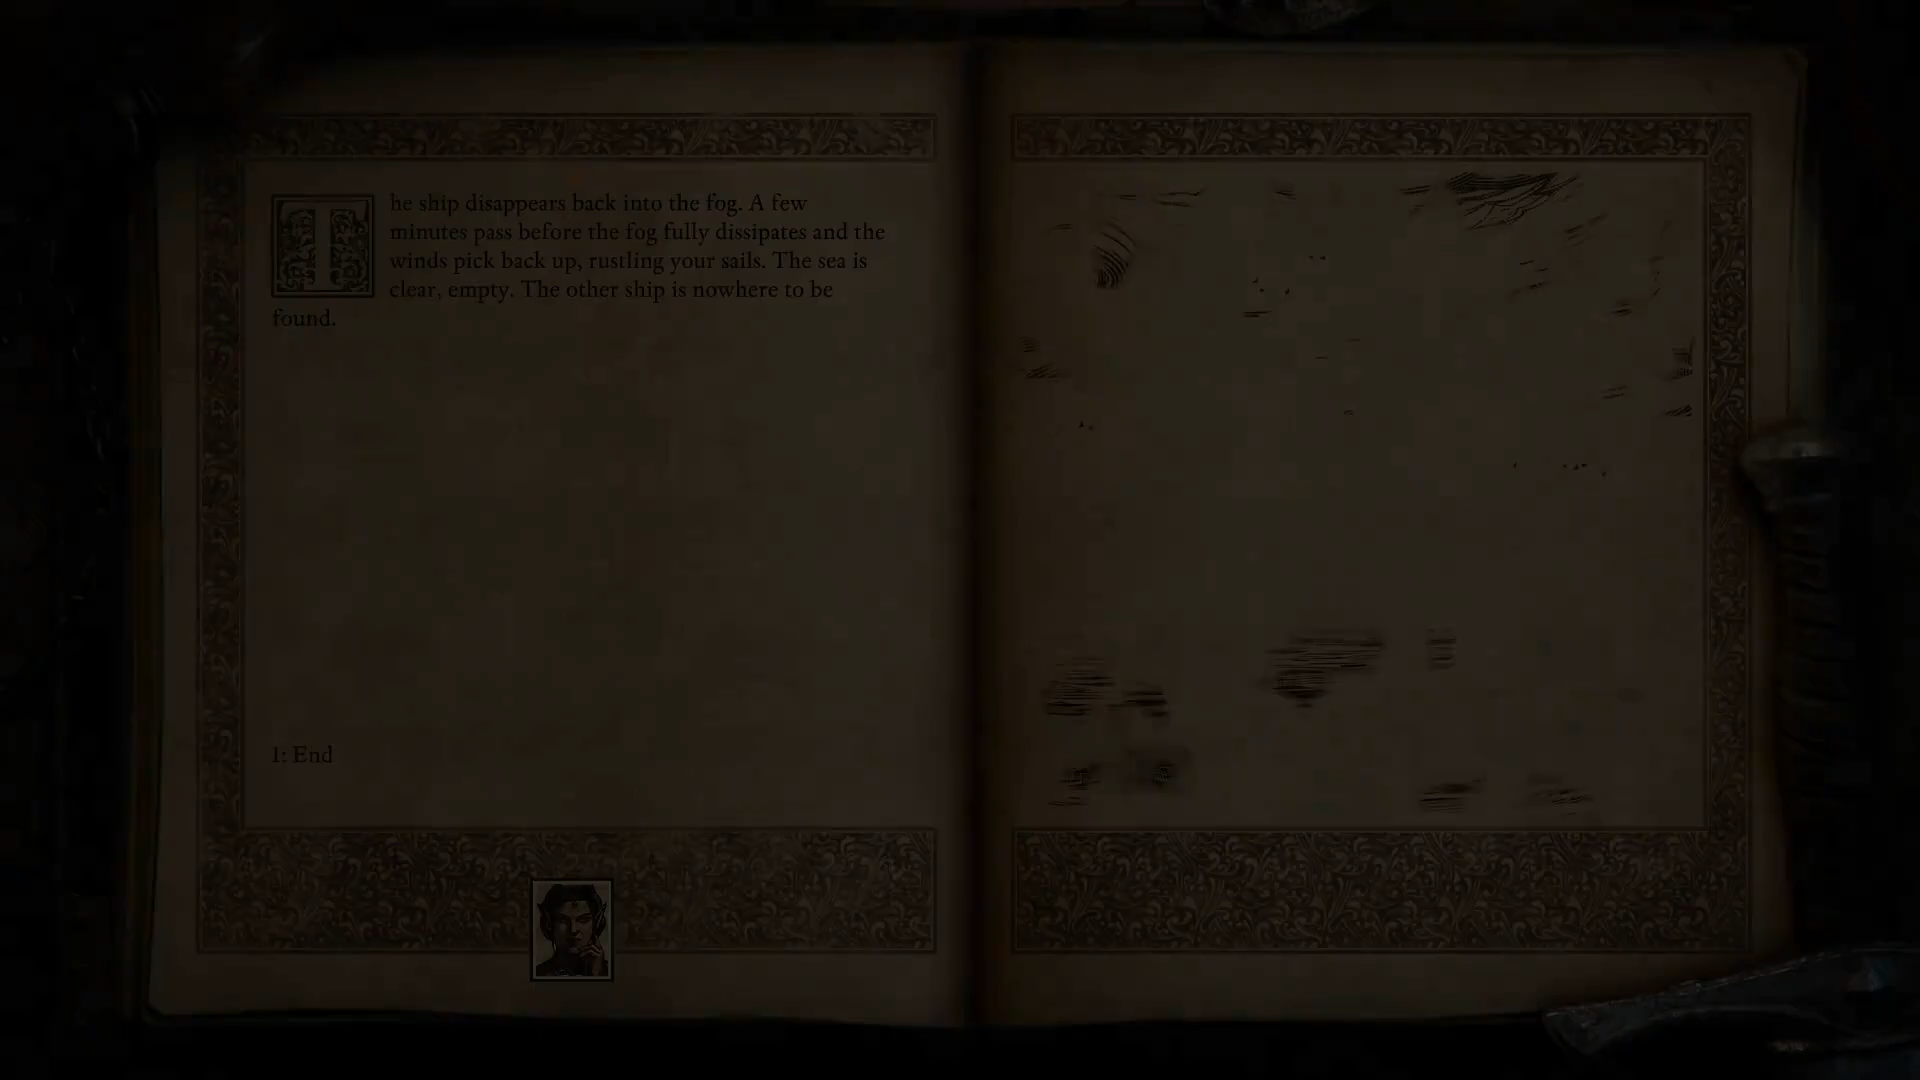 The ship disappears back into the fog. A few
minutes pass before the fog fully dissipates and the
winds pick back up, rustling your sails. The sea is
clear, empty. The other ship is nowhere to be
found.
1: End